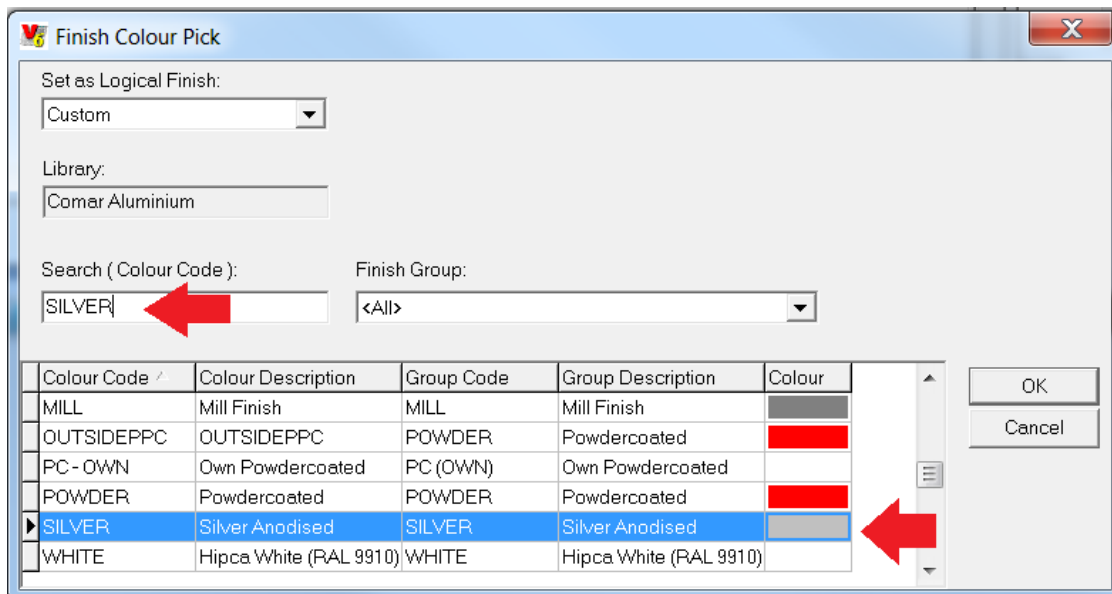 Finish Colour Pick
Set as Logical Finish:
Custom
Library:
Comar Aluminium
Search ( Colour Code ): Finish Group:
SILVER <All>
Colour Code Colour Description Group Code Group Description Colour
MILL Mill Finish MILL Mill Finish
OUTSIDEPPC OUTSIDEPPC POWDER Powdercoated
PC-OWN Own Powdercoated PC (OWN) Own Powdercoated
POWDER Powdercoated POWDER Powdercoated
SILVER Silver Anodised SILVER Silver Anodised
WHITE Hipca White (RAL 9910) WHITE Hipca White (RAL 9910)
OK
Cancel